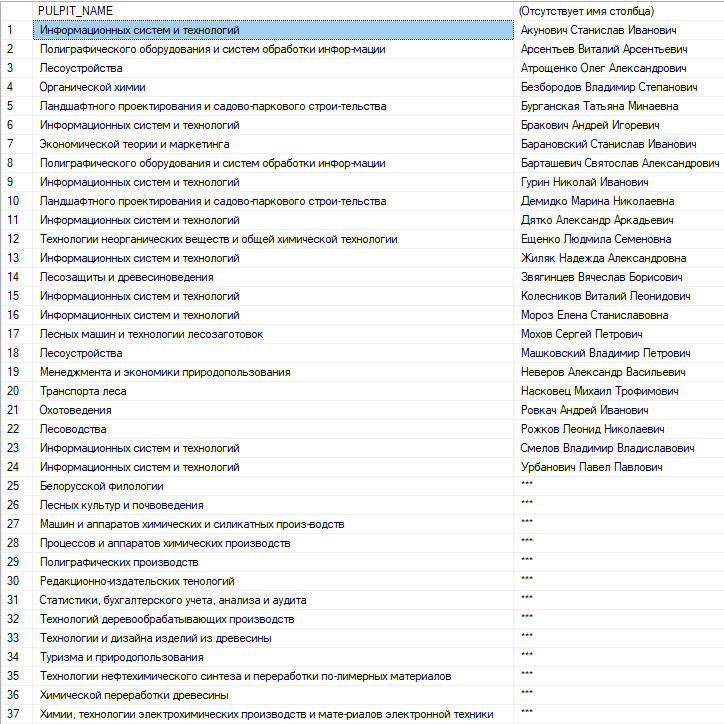 PULPIT_NAME (Отсутствует имя столбца)
1 Информационных систем и технологий Акунович Станислав Иванович
2 Полиграфического оборудования и систем обработки инфор-мации Арсентьев Виталий Арсентьевич
3 Лесоустройства Атрощенко Олег Александрович
4 Органической химии Безбородов Владимир Степанович
5 Ландшафтного проектирования и садово-паркового строи-тельства Бурганская Татьяна Минаевна
6 Информационных систем и технологий Бракович Андрей Игоревич
7 Экономической теории и маркетинга Барановский Станислав Иванович
8 Полиграфического оборудования и систем обработки инфор-мации Барташевич Святослав Александрович
9 Информационных систем и технологий Гурин Николай Иванович
10 Ландшафтного проектирования и садово-паркового строи-тельства Демидко Марина Николаевна
11 Информационных систем и технологий Дятко Александр Аркадьевич
12 Технологии неорганических веществ и общей химической технологии Ещенко Людмила Семеновна
13 Информационных систем и технологий Жиляк Надежда Александровна
14 Лесозащиты и древесиноведения Звягинцев Вячеслав Борисович
15 Информационных систем и технологий Колесников Виталий Леонидович
16 Информационных систем и технологий Мороз Елена Станиславовна
17 Лесных машин и технологии лесозаготовок Мохов Сергей Петрович
18 Лесоустройства Машковский Владимир Петрович
19 Менеджмента и экономики природопользования Неверов Александр Васильевич
20 Транспорта леса Насковец Михаил Трофимович
21 Охотоведения Ровкач Андрей Иванович
22 Лесоводства Рожков Леонид Николаевич
23 Информационных систем и технологий Смелов Владимир Владиславович
24 Информационных систем и технологий Урбанович Павел Павлович
25 Белорусской филологии ***
26 Лесных культур и почвоведения ***
27 Машин и аппаратов химических и силикатных произ-водств ***
28 Процессов и аппаратов химических производств ***
29 Полиграфических производств ***
30 Редакционно-издательских тенологий ***
31 Статистики, бухгалтерского учета, анализа и аудита ***
32 Технологий деревообрабатывающих производств ***
33 Технологии и дизайна изделий из древесины ***
34 Туризма и природопользования ***
35 Технологии нефтехимического синтеза и переработки по-лимерных материалов ***
36 Химической переработки древесины ***
37 Химии, технологии электрохимических производств и мате-риалов электронной техники ***